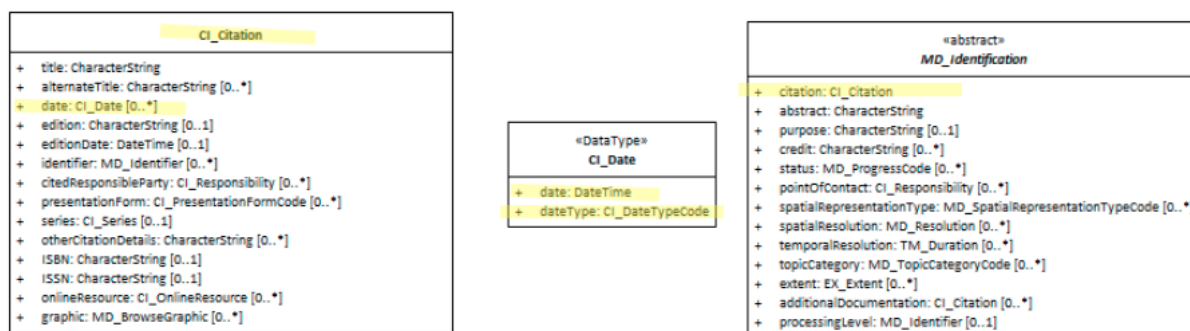 CI_Citation
+ title: CharacterString
+ alternateTitle: CharacterString [0..*]
+ date: CI_Date [0..*]
+ edition: CharacterString [0..1]
+ editionDate: DateTime [0..1]
+ identifier: MD_Identifier [0..*]
+ citedResponsibleParty: CI_Responsibility [0..*]
+ presentationForm: CI_PresentationFormCode [0..*]
+ series: CI_Series [0..1]
+ otherCitationDetails: CharacterString [0..*]
+ ISBN: CharacterString [0..1]
+ ISSN: CharacterString [0..1]
+ onlineResource: CI_OnlineResource [0..*]
+ graphic: MD_BrowseGraphic [0..*]
«DataType»
CI_Date
+ date: DateTime
+ dateType: CI_DateTypeCode
«abstract»
MD_Identification
+ citation: CI_Citation
+ abstract: CharacterString
+ purpose: CharacterString [0..1]
+ credit: CharacterString [0..*]
+ status: MD_ProgressCode [0..*]
+ pointOfContact: CI_Responsibility [0..*]
+ spatialRepresentationType: MD_SpatialRepresentationTypeCode [0..*
+ spatialResolution: MD_Resolution [0..*]
+ temporalResolution: TM_Duration [0..*]
+ topicCategory: MD_TopicCategoryCode [0..*]
+ extent: EX_Extent [0..*]
+ additionalDocumentation: CI_Citation [0..*]
+ processingLevel: MD_Identifier [0..1]